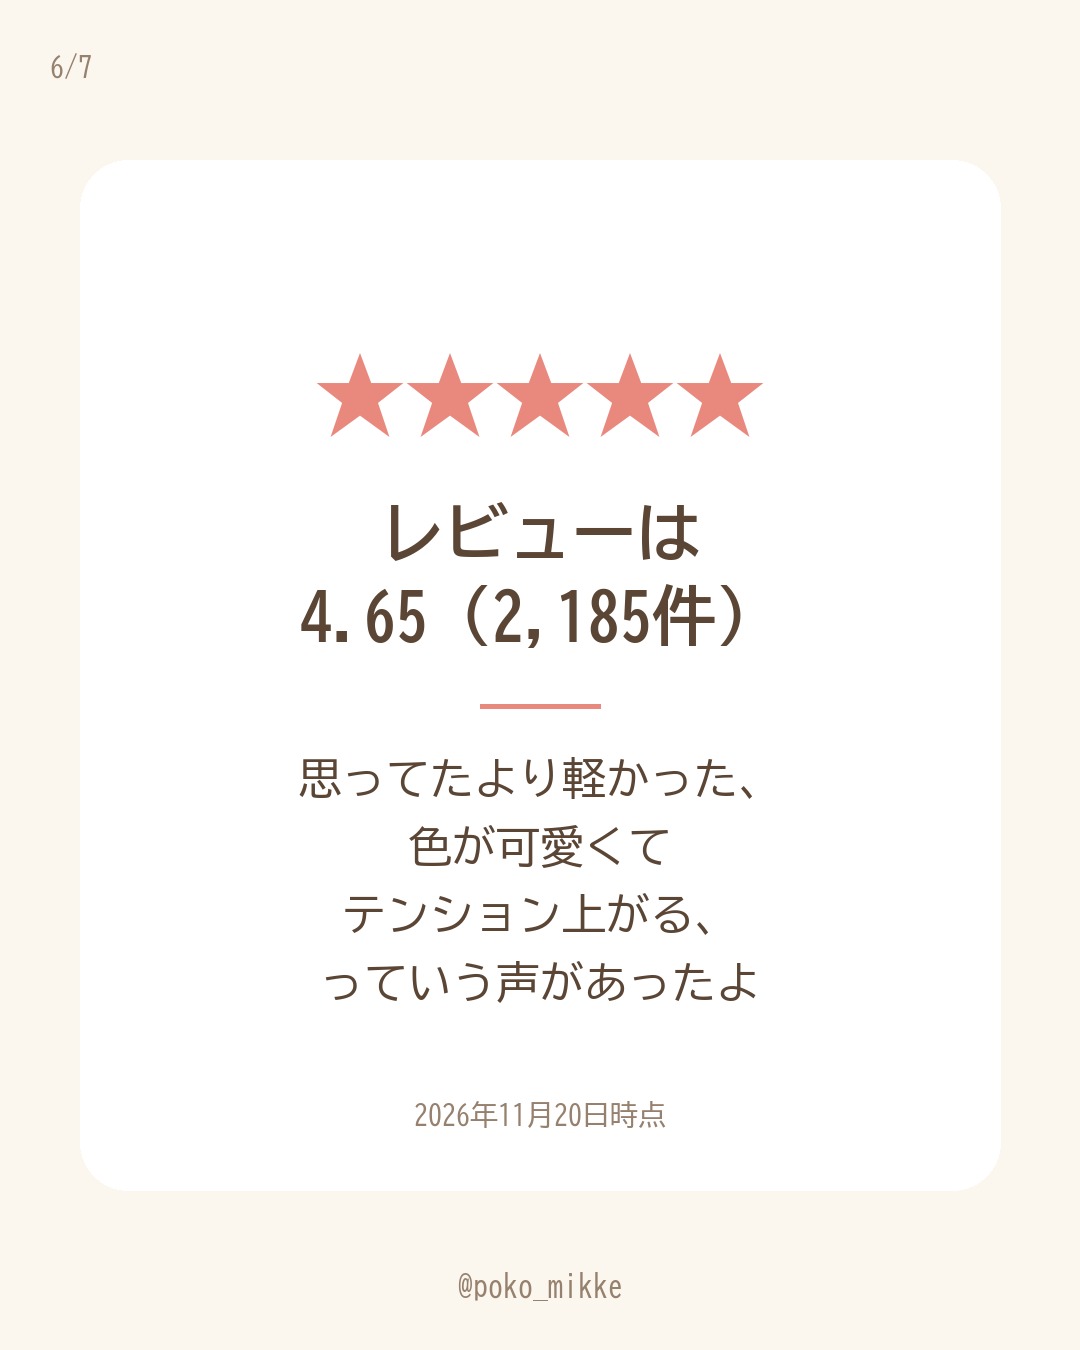 6/7
★★★★★
レビューは
4.65（2,185件）
思ってたより軽かった、
色が可愛くて
テンション上がる、
っていう声があったよ
2026年11月20日時点
@poko_mikke